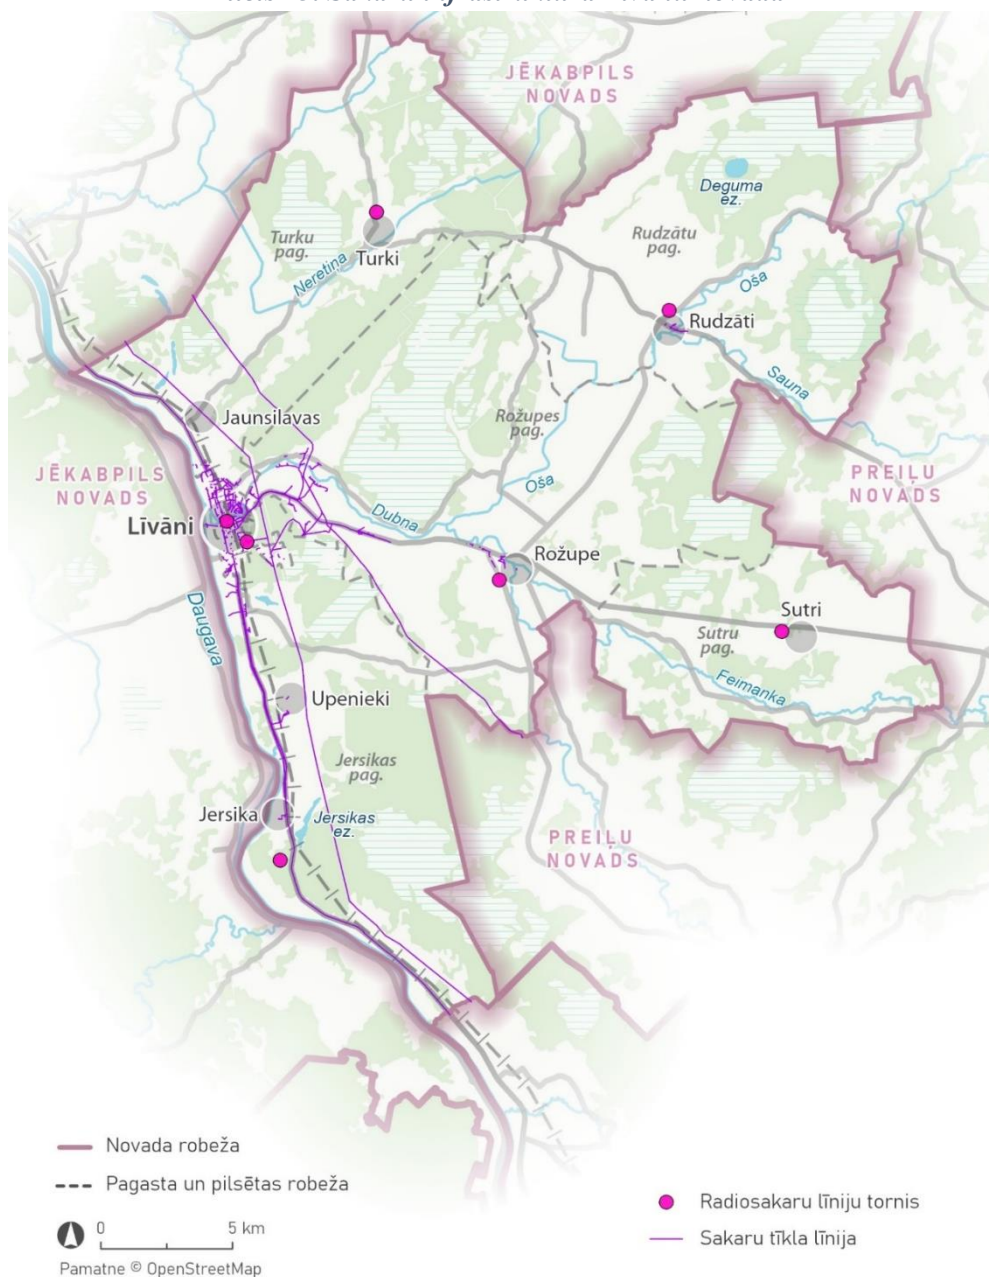 JĒKABPILS
NOVADS
Deguma
ez.
Turku
pag.
Turki
Neretiņa
Rudzātu
pag.
Oša
Rudzāti
Sauna
Jaunsilavas
Rožupes
pag.
JĒKABPILS
NOVADS
PREIĻU
NOVADS
Līvāni
Oša
Dubna
Rožupe
Daugava
Sutri
Sutru
pag.
Feimanka
Upenieki
Jersikas
pag.
Jersika
Jersikas
ez.
PREIĻU
NOVADS
Novada robeža
Pagasta un pilsētas robeža
0 5 km
Pamatne © OpenStreetMap
Radiosakaru līniju tornis
Sakaru tīkla līnija